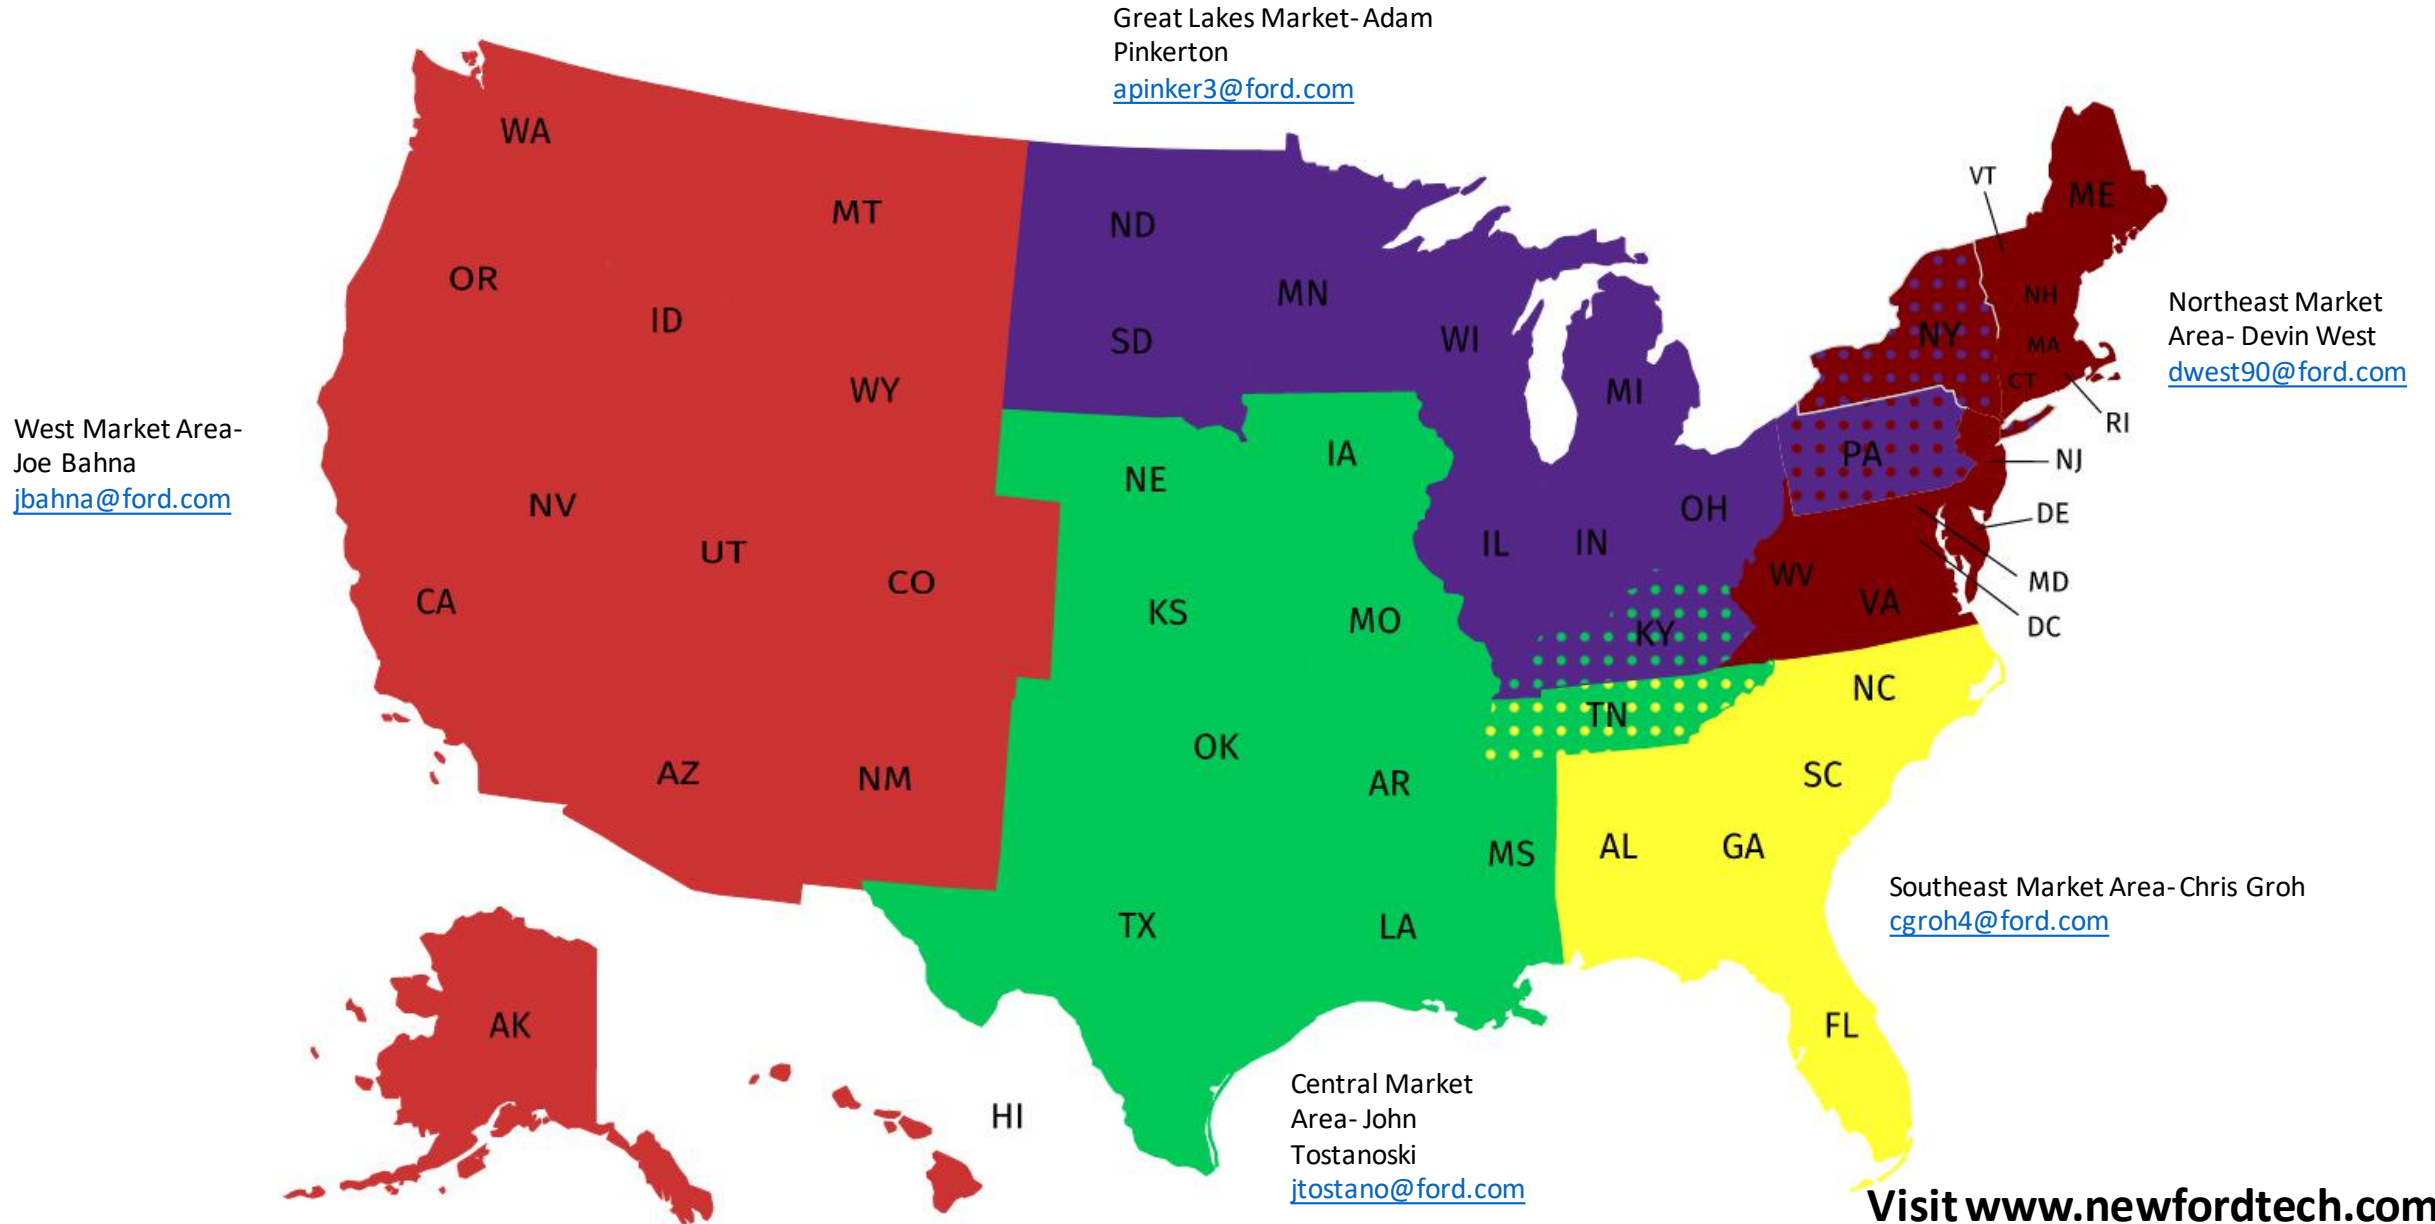 Great Lakes Market- Adam
Pinkerton
apinker3@ford.com
WA
MT
ND
MN
VT
ME
OR
ID
SD
WI
NY
NH
MA
Northeast Market
Area- Devin West
dwest90@ford.com
WY
MI
CT
RI
West Market Area-
Joe Bahna
jbahna@ford.com
NE
IA
PA
NJ
NV
UT
CO
IL
IN
OH
DE
CA
KS
MO
KY
WV
VA
MD
DC
NC
TN
OK
AZ
NM
AR
SC
MS
AL
GA
TX
LA
Southeast Market Area- Chris Groh
cgroh4@ford.com
AK
FL
HI
Central Market
Area- John
Tostanoski
jtostano@ford.com
Visit www.newfordtech.com